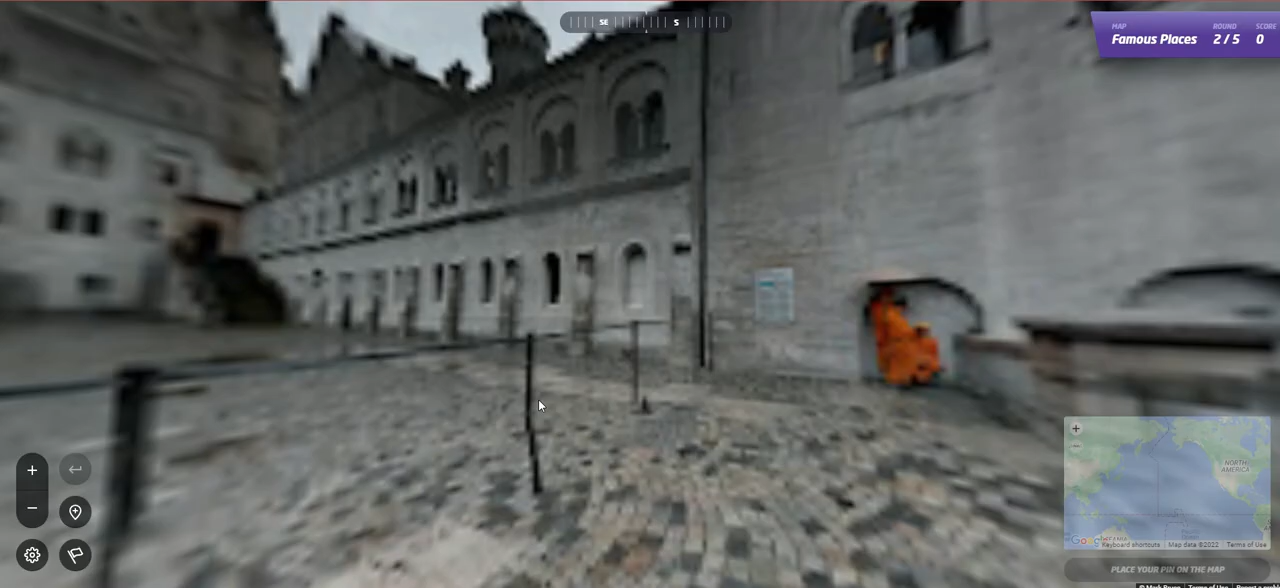 SE
S
MAP
ROUND
SCORE
Famous Places
2 / 5
0
NORTH
AMERICA
Google
Keyboard shortcuts
Map data ©2022
Terms of Use
PLACE YOUR PIN ON THE MAP